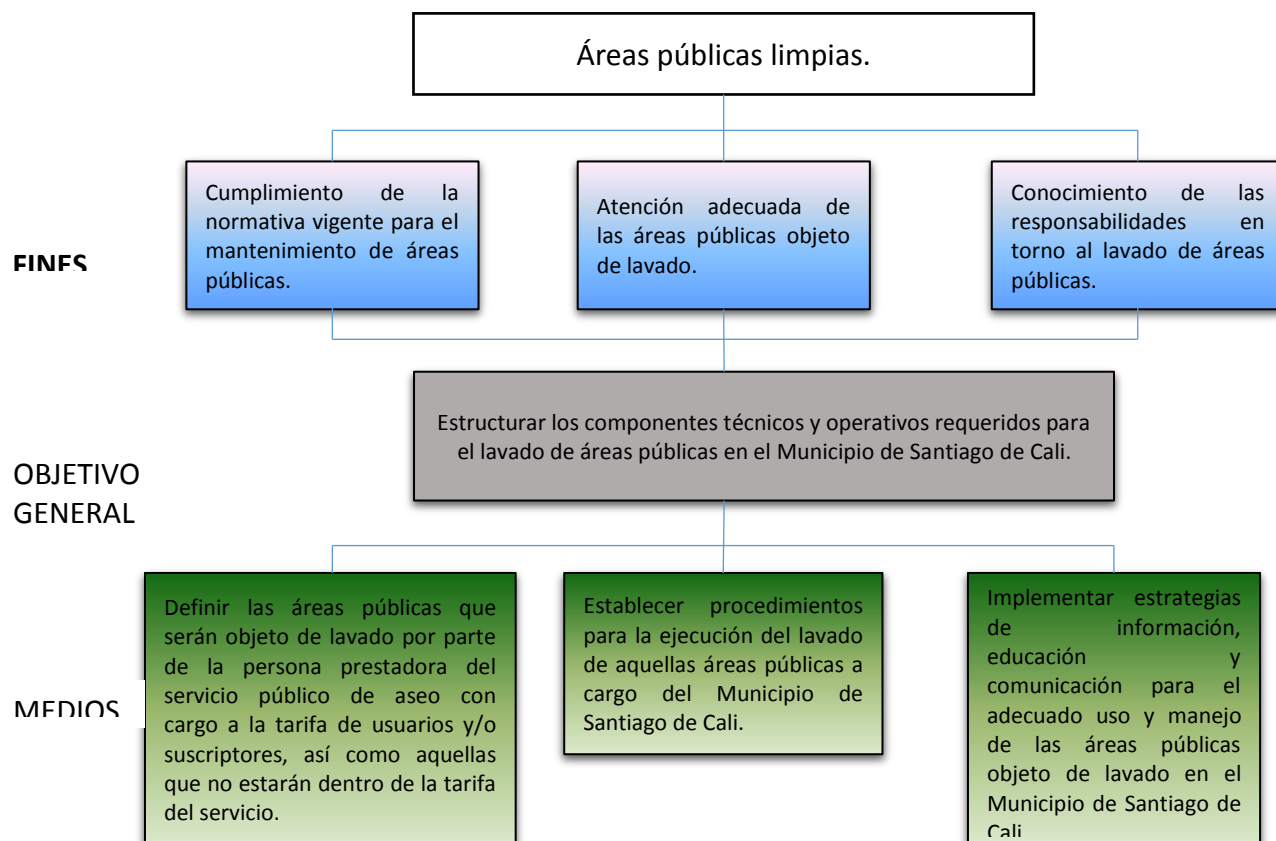 Áreas públicas limpias.
FINES
Cumplimiento de la
normativa vigente para el
mantenimiento de áreas
públicas.
Atención adecuada de
las áreas públicas objeto
de lavado.
Conocimiento de las
responsabilidades en
torno al lavado de áreas
públicas.
OBJETIVO
GENERAL
Estructurar los componentes técnicos y operativos requeridos para
el lavado de áreas públicas en el Municipio de Santiago de Cali.
MEDIOS
Definir las áreas públicas que
serán objeto de lavado por parte
de la persona prestadora del
servicio público de aseo con
cargo a la tarifa de usuarios y/o
suscriptores, así como aquellas
que no estarán dentro de la tarifa
del servicio.
Establecer procedimientos
para la ejecución del lavado
de aquellas áreas públicas a
cargo del Municipio de
Santiago de Cali.
Implementar estrategias
de información,
educación y
comunicación para el
adecuado uso y manejo
de las áreas públicas
objeto de lavado en el
Municipio de Santiago de
Cali